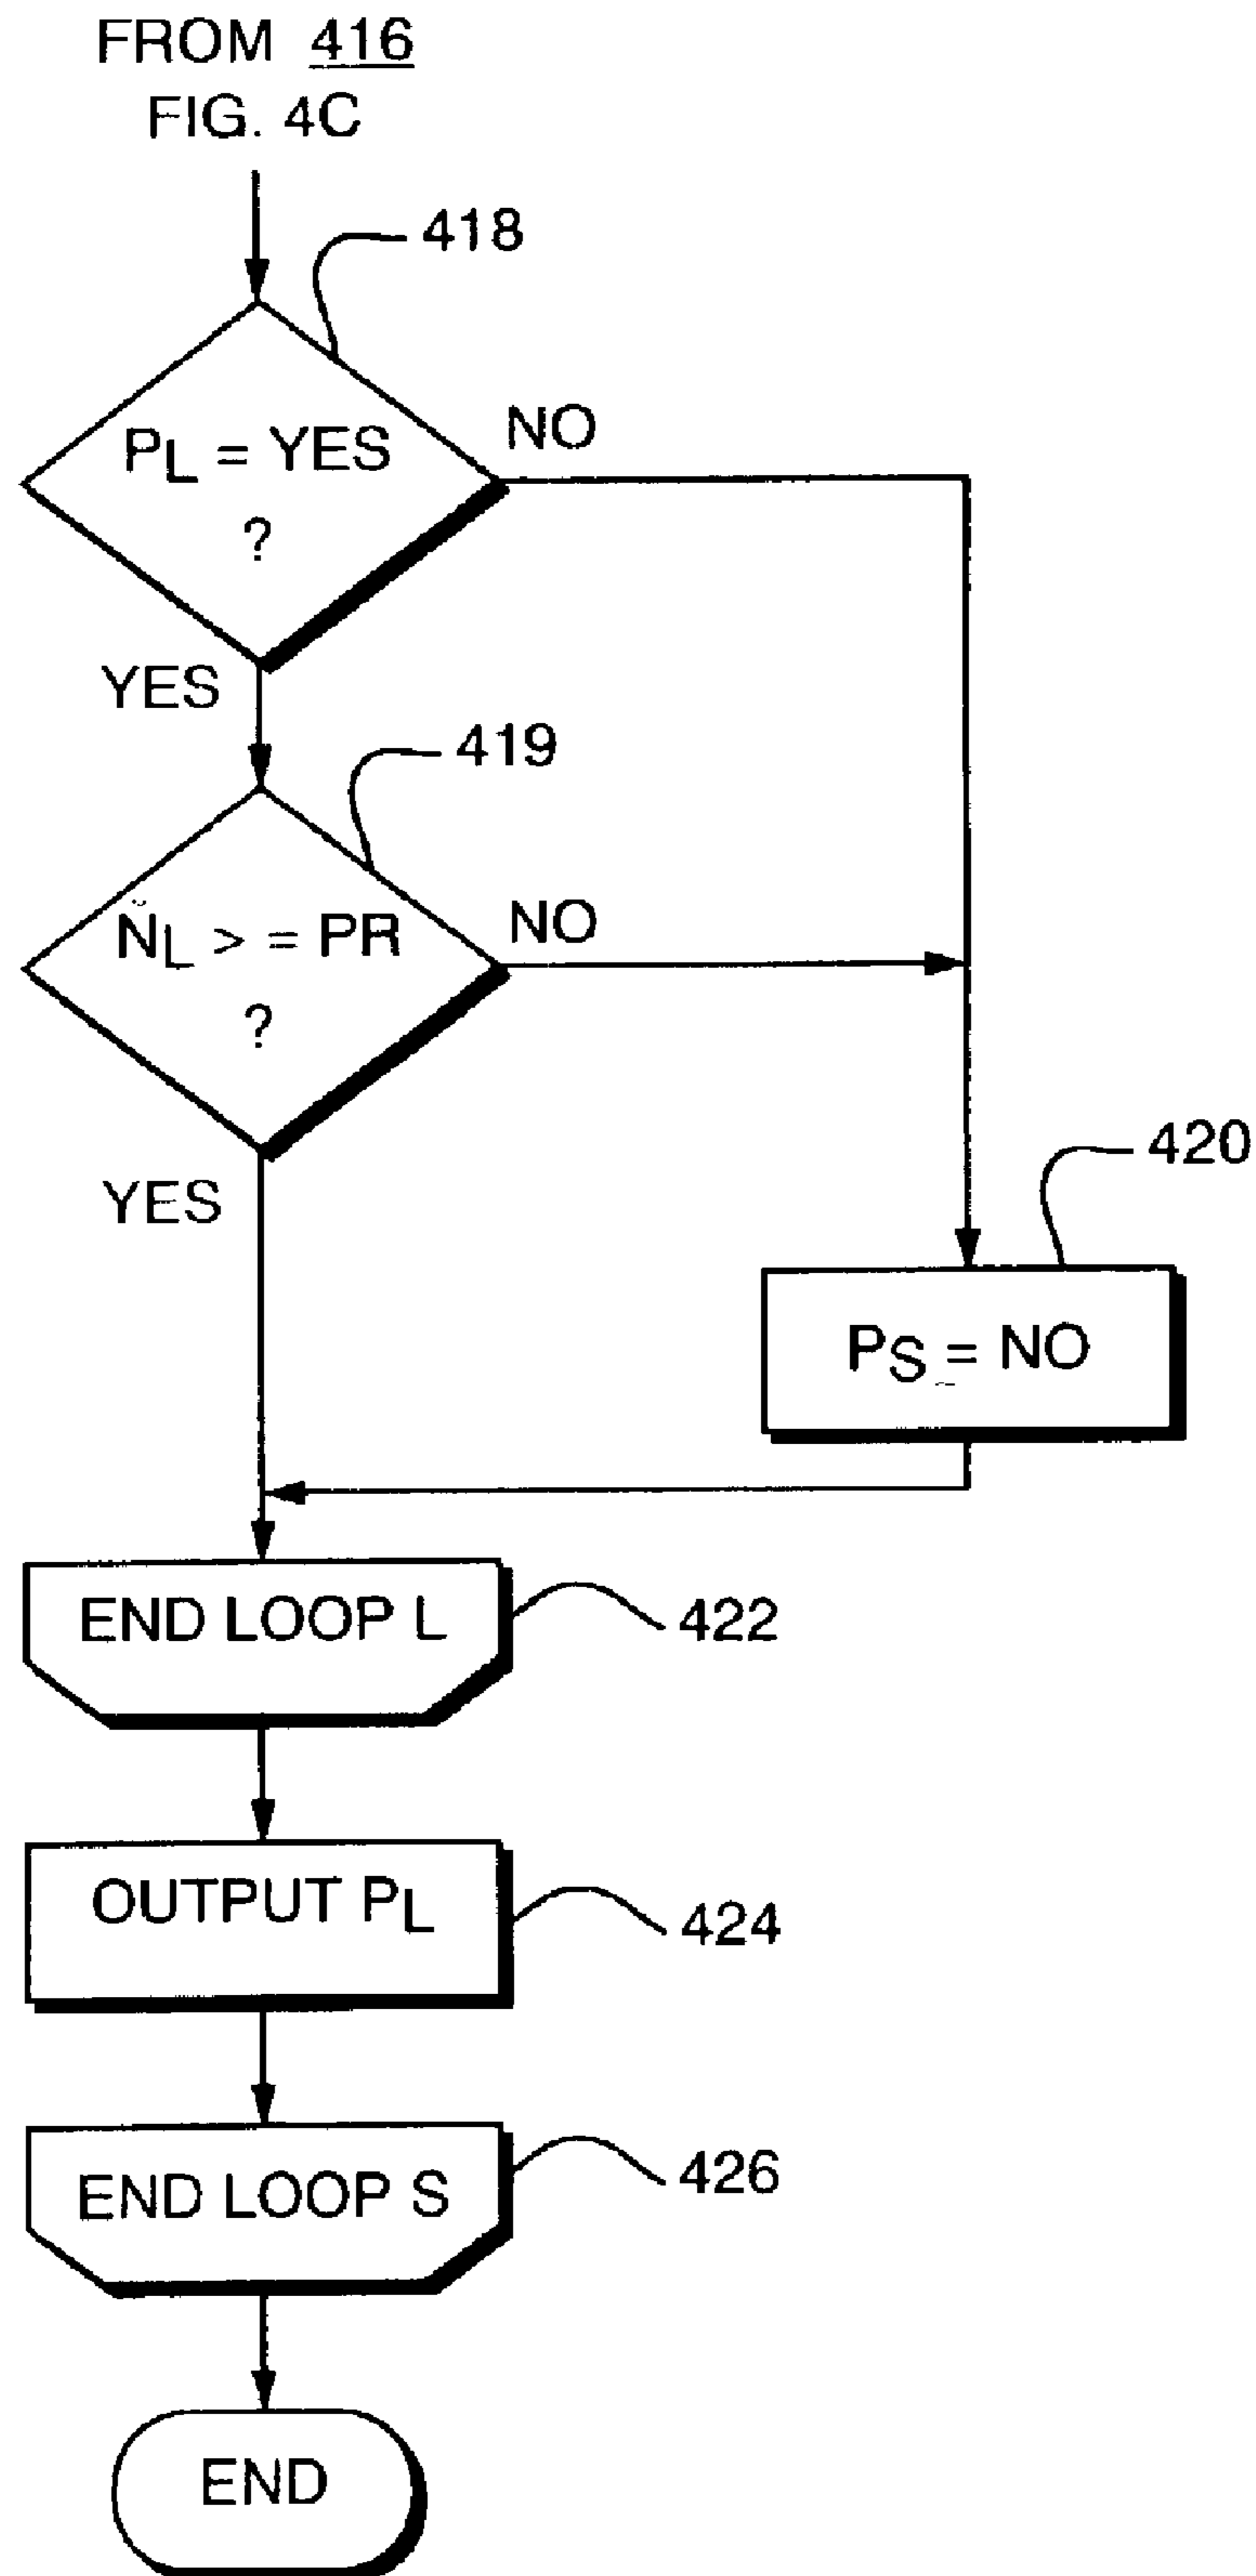 FROM 416
FIG. 4C
418
PL = YES
?
NO
YES
419
NL > = PR
?
NO
YES
420
PS = NO
END LOOP L
422
OUTPUT PL
424
END LOOP S
426
END